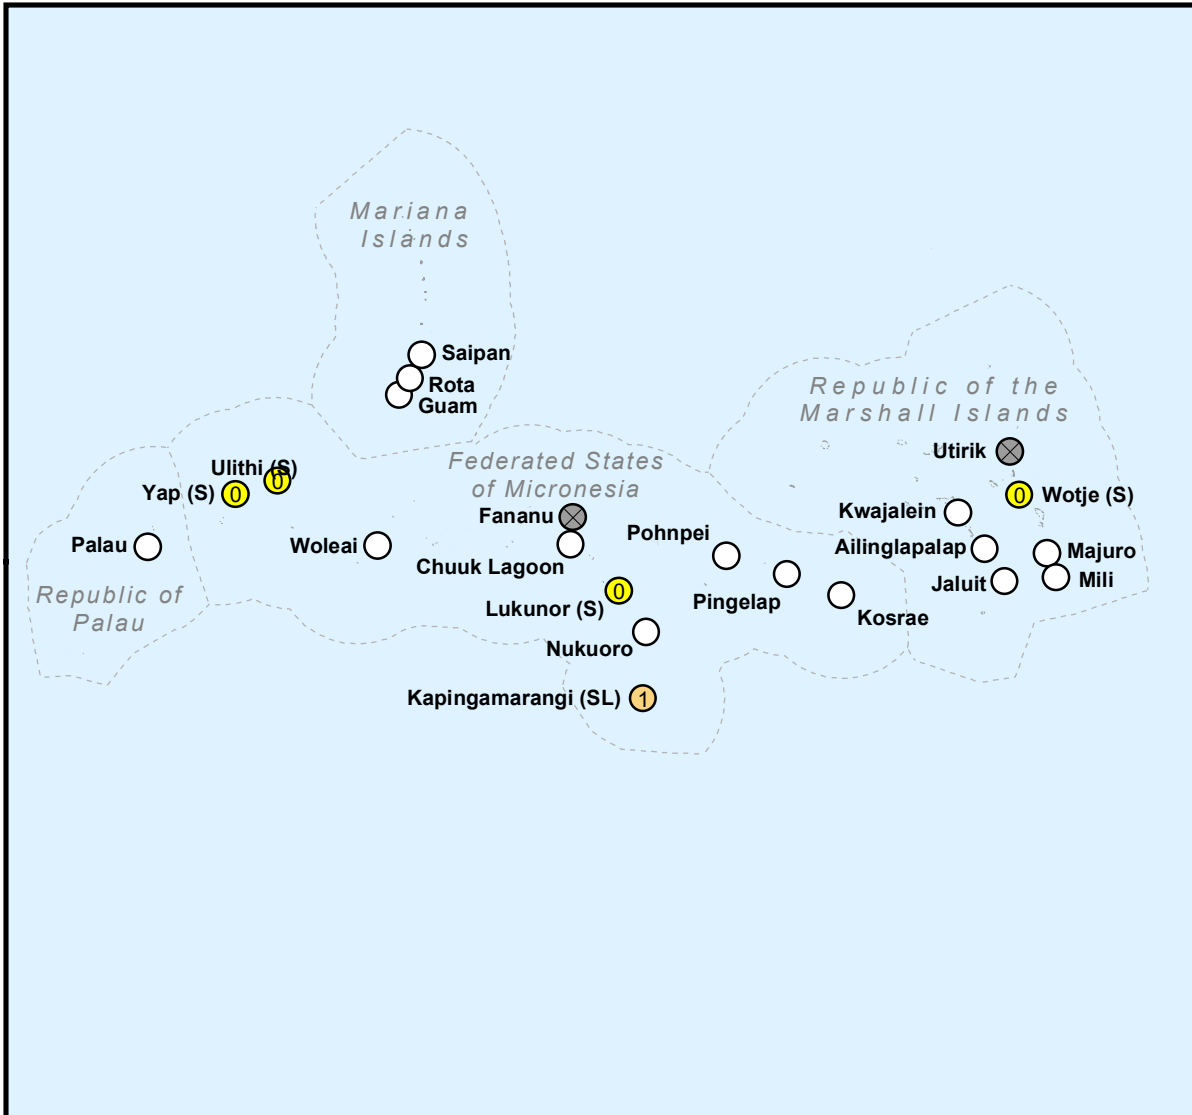 Mariana
Islands
Saipan
Rota
Guam
Republic of the
Marshall Islands
Utirik
Ulithi (S)
0
Yap (S)
0
Federated States
of Micronesia
0
Wotje (S)
Fananu
Kwajalein
Palau
Woleai
Chuuk Lagoon
Pohnpei
Ailinglapalap
Majuro
Jaluit
Mili
Republic of
Palau
0
Lukunor (S)
Pingelap
Kosrae
Nukuoro
Kapingamarangi (SL)
1